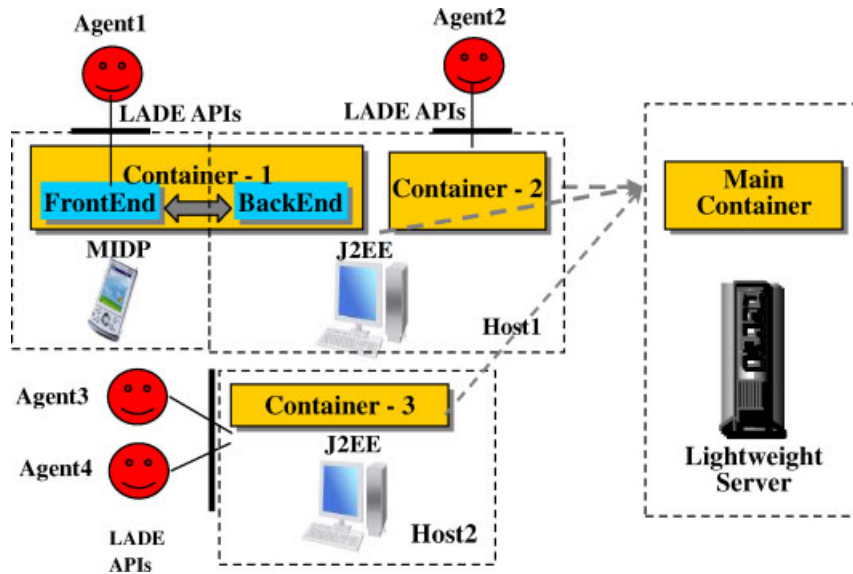 Agent1
Agent2
LADE APIs
LADE APIs
Container - 1
FrontEnd
BackEnd
Container - 2
Main
Container
MIDP
J2EE
Host1
Agent3
Container - 3
J2EE
Agent4
Lightweight
Server
Host2
LADE
APIs